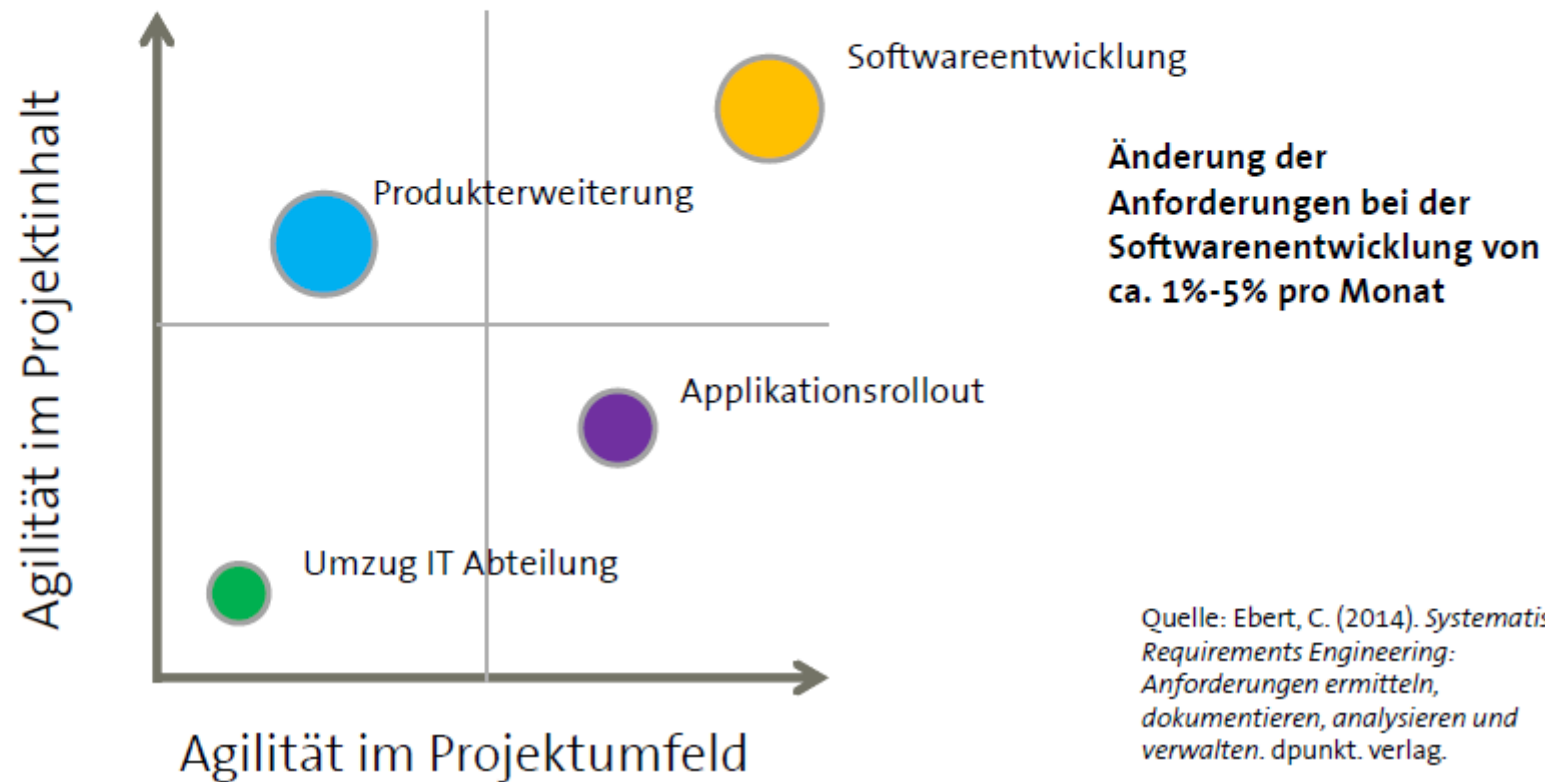 Agilität im Projektinhalt
Softwareentwicklung
Produkterweiterung
Änderung der
Anforderungen bei der
Softwarenentwicklung von
ca. 1%-5% pro Monat
Applikationsrollout
Umzug IT Abteilung
Agilität im Projektumfeld
Quelle: Ebert, C. (2014). Systematis
Requirements Engineering:
Anforderungen ermitteln,
dokumentieren, analysieren und
verwalten. dpunkt. verlag.